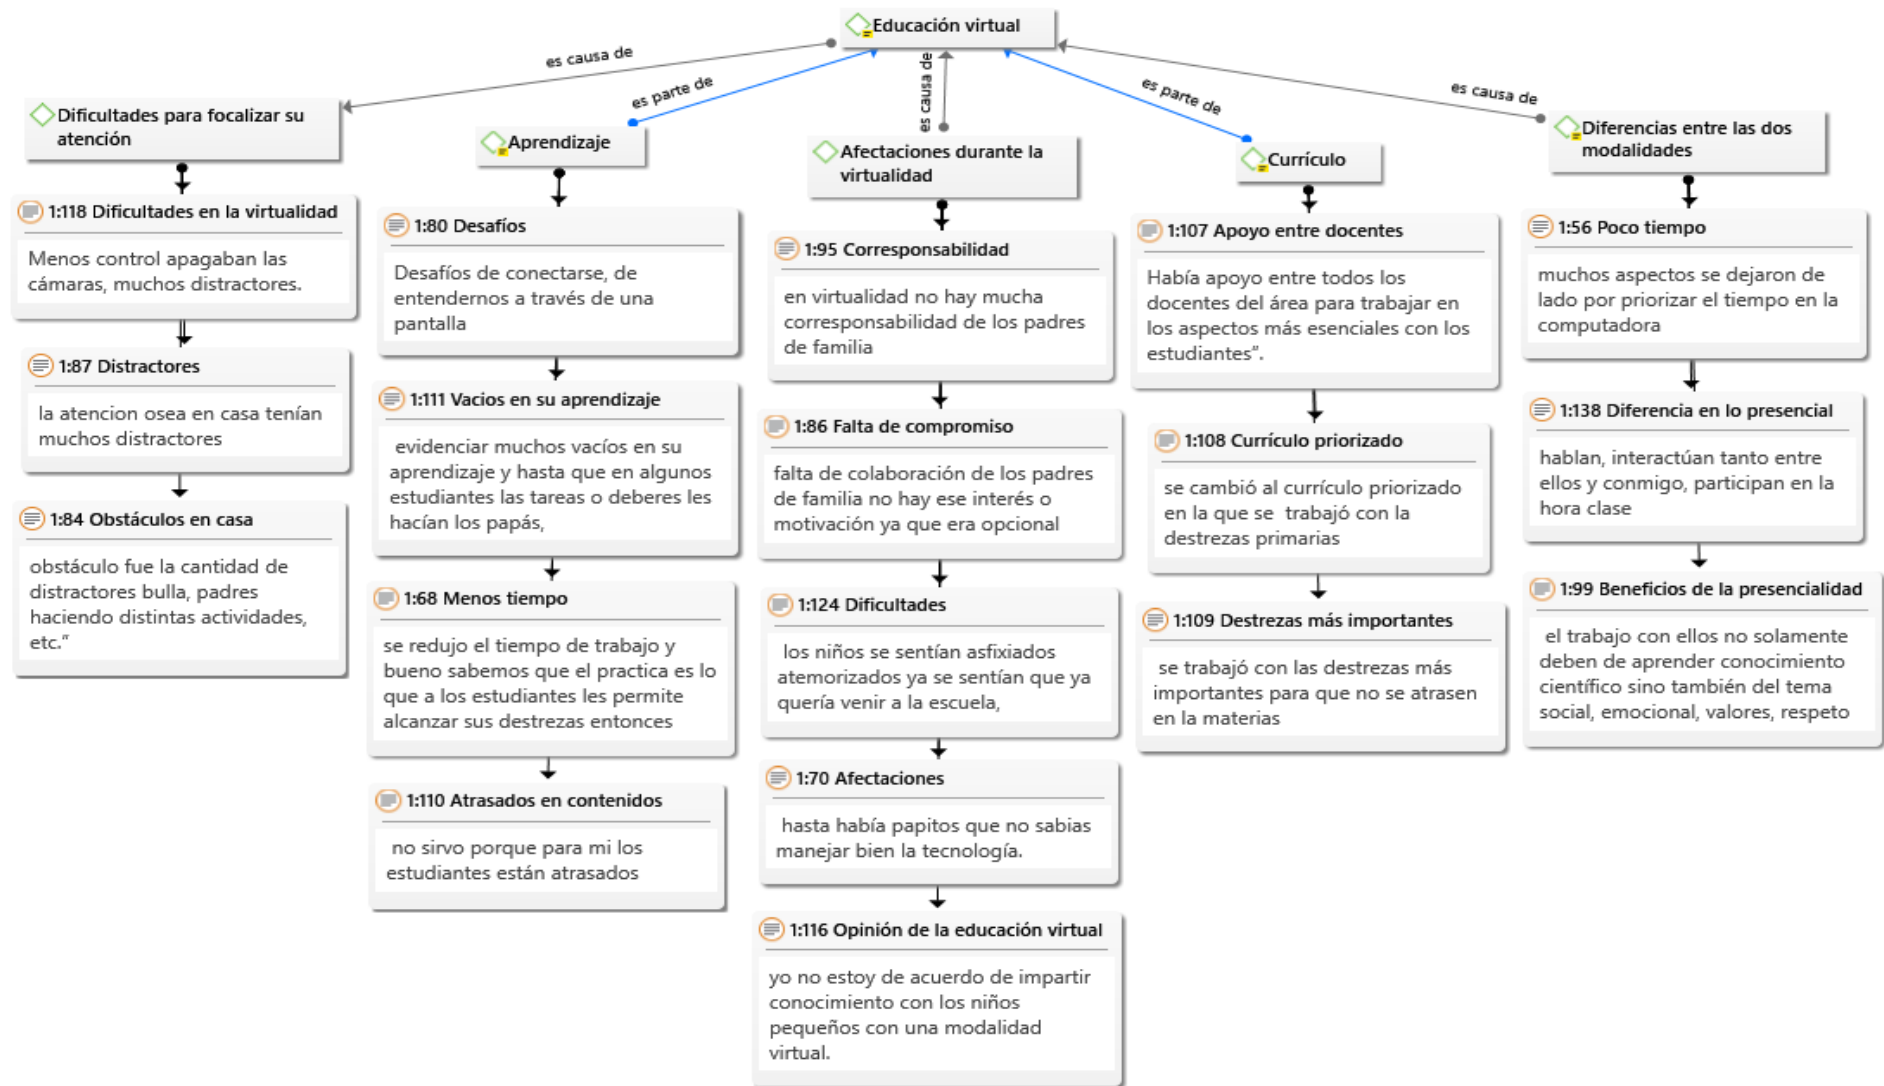 Educación virtual
es causa de
es parte de
es causa de
es parte de
es causa de
Dificultades para focalizar su
atención
1:118 Dificultades en la virtualidad
Menos control apagaban las
cámaras, muchos distractores.
1:87 Distractores
la atencion osea en casa tenían
muchos distractores
1:84 Obstáculos en casa
obstáculo fue la cantidad de
distractores bulla, padres
haciendo distintas actividades,
etc.”
Aprendizaje
1:80 Desafíos
Desafíos de conectarse, de
entendernos a través de una
pantalla
1:111 Vacios en su aprendizaje
evidenciar muchos vacíos en su
aprendizaje y hasta que en algunos
estudiantes las tareas o deberes les
hacían los papás,
1:68 Menos tiempo
se redujo el tiempo de trabajo y
bueno sabemos que el practica es lo
que a los estudiantes les permite
alcanzar sus destrezas entonces
1:110 Atrasados en contenidos
no sirvo porque para mi los
estudiantes están atrasados
Afectaciones durante la
virtualidad
1:95 Corresponsabilidad
en virtualidad no hay mucha
corresponsabilidad de los padres
de familia
1:86 Falta de compromiso
falta de colaboración de los padres
de familia no hay ese interés o
motivación ya que era opcional
1:124 Dificultades
los niños se sentían asfixiados
atemorizados ya se sentían que ya
quería venir a la escuela,
1:70 Afectaciones
hasta había papitos que no sabias
manejar bien la tecnología.
1:116 Opinión de la educación virtual
yo no estoy de acuerdo de impartir
conocimiento con los niños
pequeños con una modalidad
virtual.
Currículo
1:107 Apoyo entre docentes
Había apoyo entre todos los
docentes del área para trabajar en
los aspectos más esenciales con los
estudiantes”.
1:108 Currículo priorizado
se cambió al currículo priorizado
en la que se  trabajó con la
destrezas primarias
1:109 Destrezas más importantes
se trabajó con las destrezas más
importantes para que no se atrasen
en la materias
Diferencias entre las dos
modalidades
1:56 Poco tiempo
muchos aspectos se dejaron de
lado por priorizar el tiempo en la
computadora
1:138 Diferencia en lo presencial
hablan, interactúan tanto entre
ellos y conmigo, participan en la
hora clase
1:99 Beneficios de la presencialidad
el trabajo con ellos no solamente
deben de aprender conocimiento
científico sino también del tema
social, emocional, valores, respeto